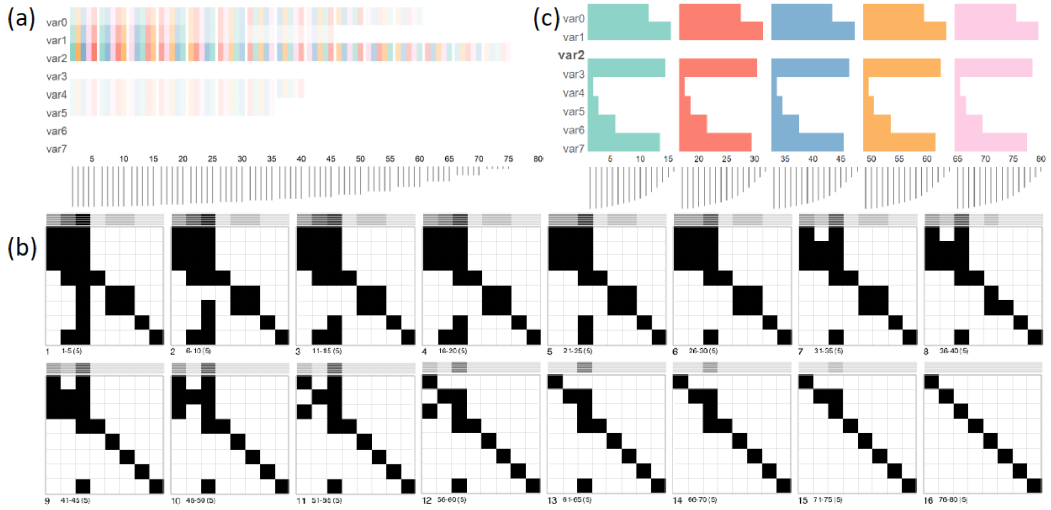 (a)
var0
var1
var2
var3
var4
var5
var6
var7
5 10 15 20 25 30 35 40 45 50 55 60 65 70 75 80
(c)
var0
var1
var2
var3
var4
var5
var6
var7
5 10 15 20 25 30 35 40 45 50 55 60 65 70 75 80
(b)
1 1-5 (5) 2 6-10 (5) 3 11-15 (5) 4 16-20 (5) 5 21-25 (5) 6 26-30 (5) 7 31-35 (5) 8 36-40 (5)
9 41-45 (5) 10 46-50 (5) 11 51-55 (5) 12 56-60 (5) 13 61-65 (5) 14 66-70 (5) 15 71-75 (5) 16 76-80 (5)